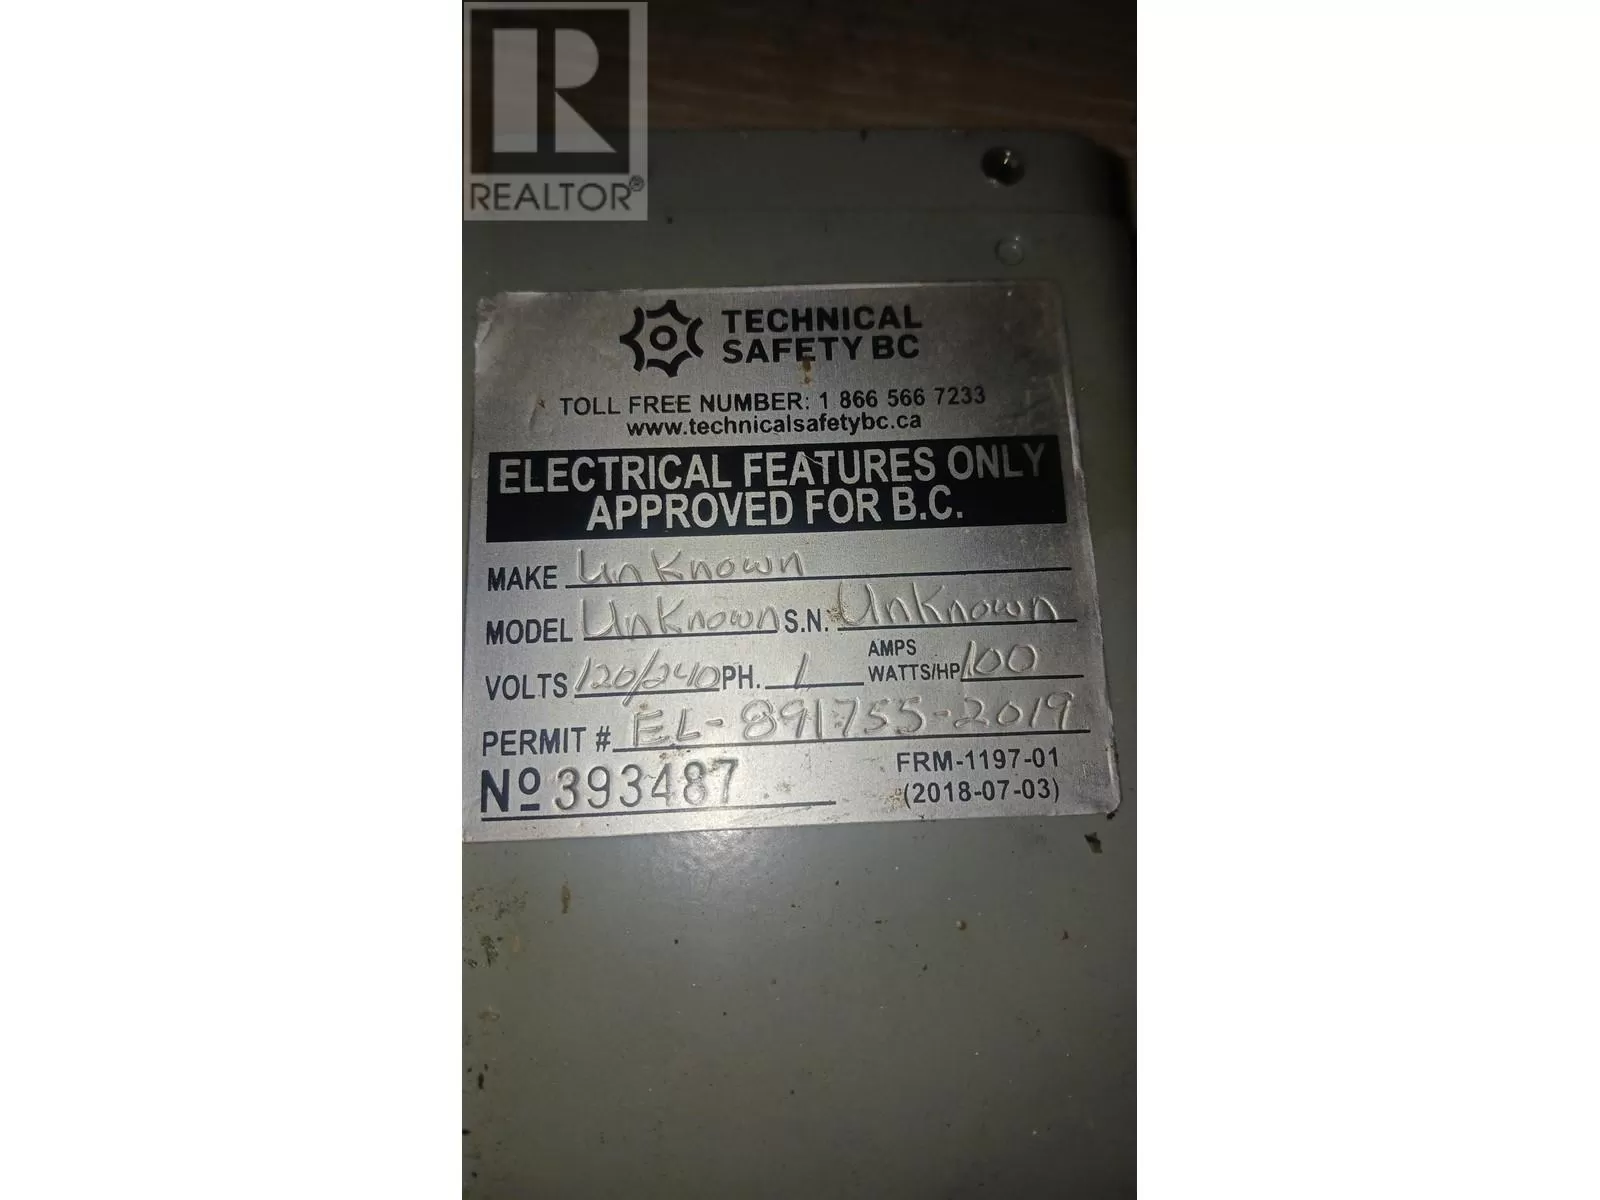 REALTOR®
TECHNICAL
SAFETY BC
TOLL FREE NUMBER: 1 866 566 7233
www.technicalsafetybc.ca
ELECTRICAL FEATURES ONLY
APPROVED FOR B.C.
MAKE Unknown
MODEL Unknown S.N: Unknown
VOLTS 120/240 PH. 1 AMPS WATTS/HP 100
PERMIT # EL-891755-2019
No 393487
FRM-1197-01
(2018-07-03)